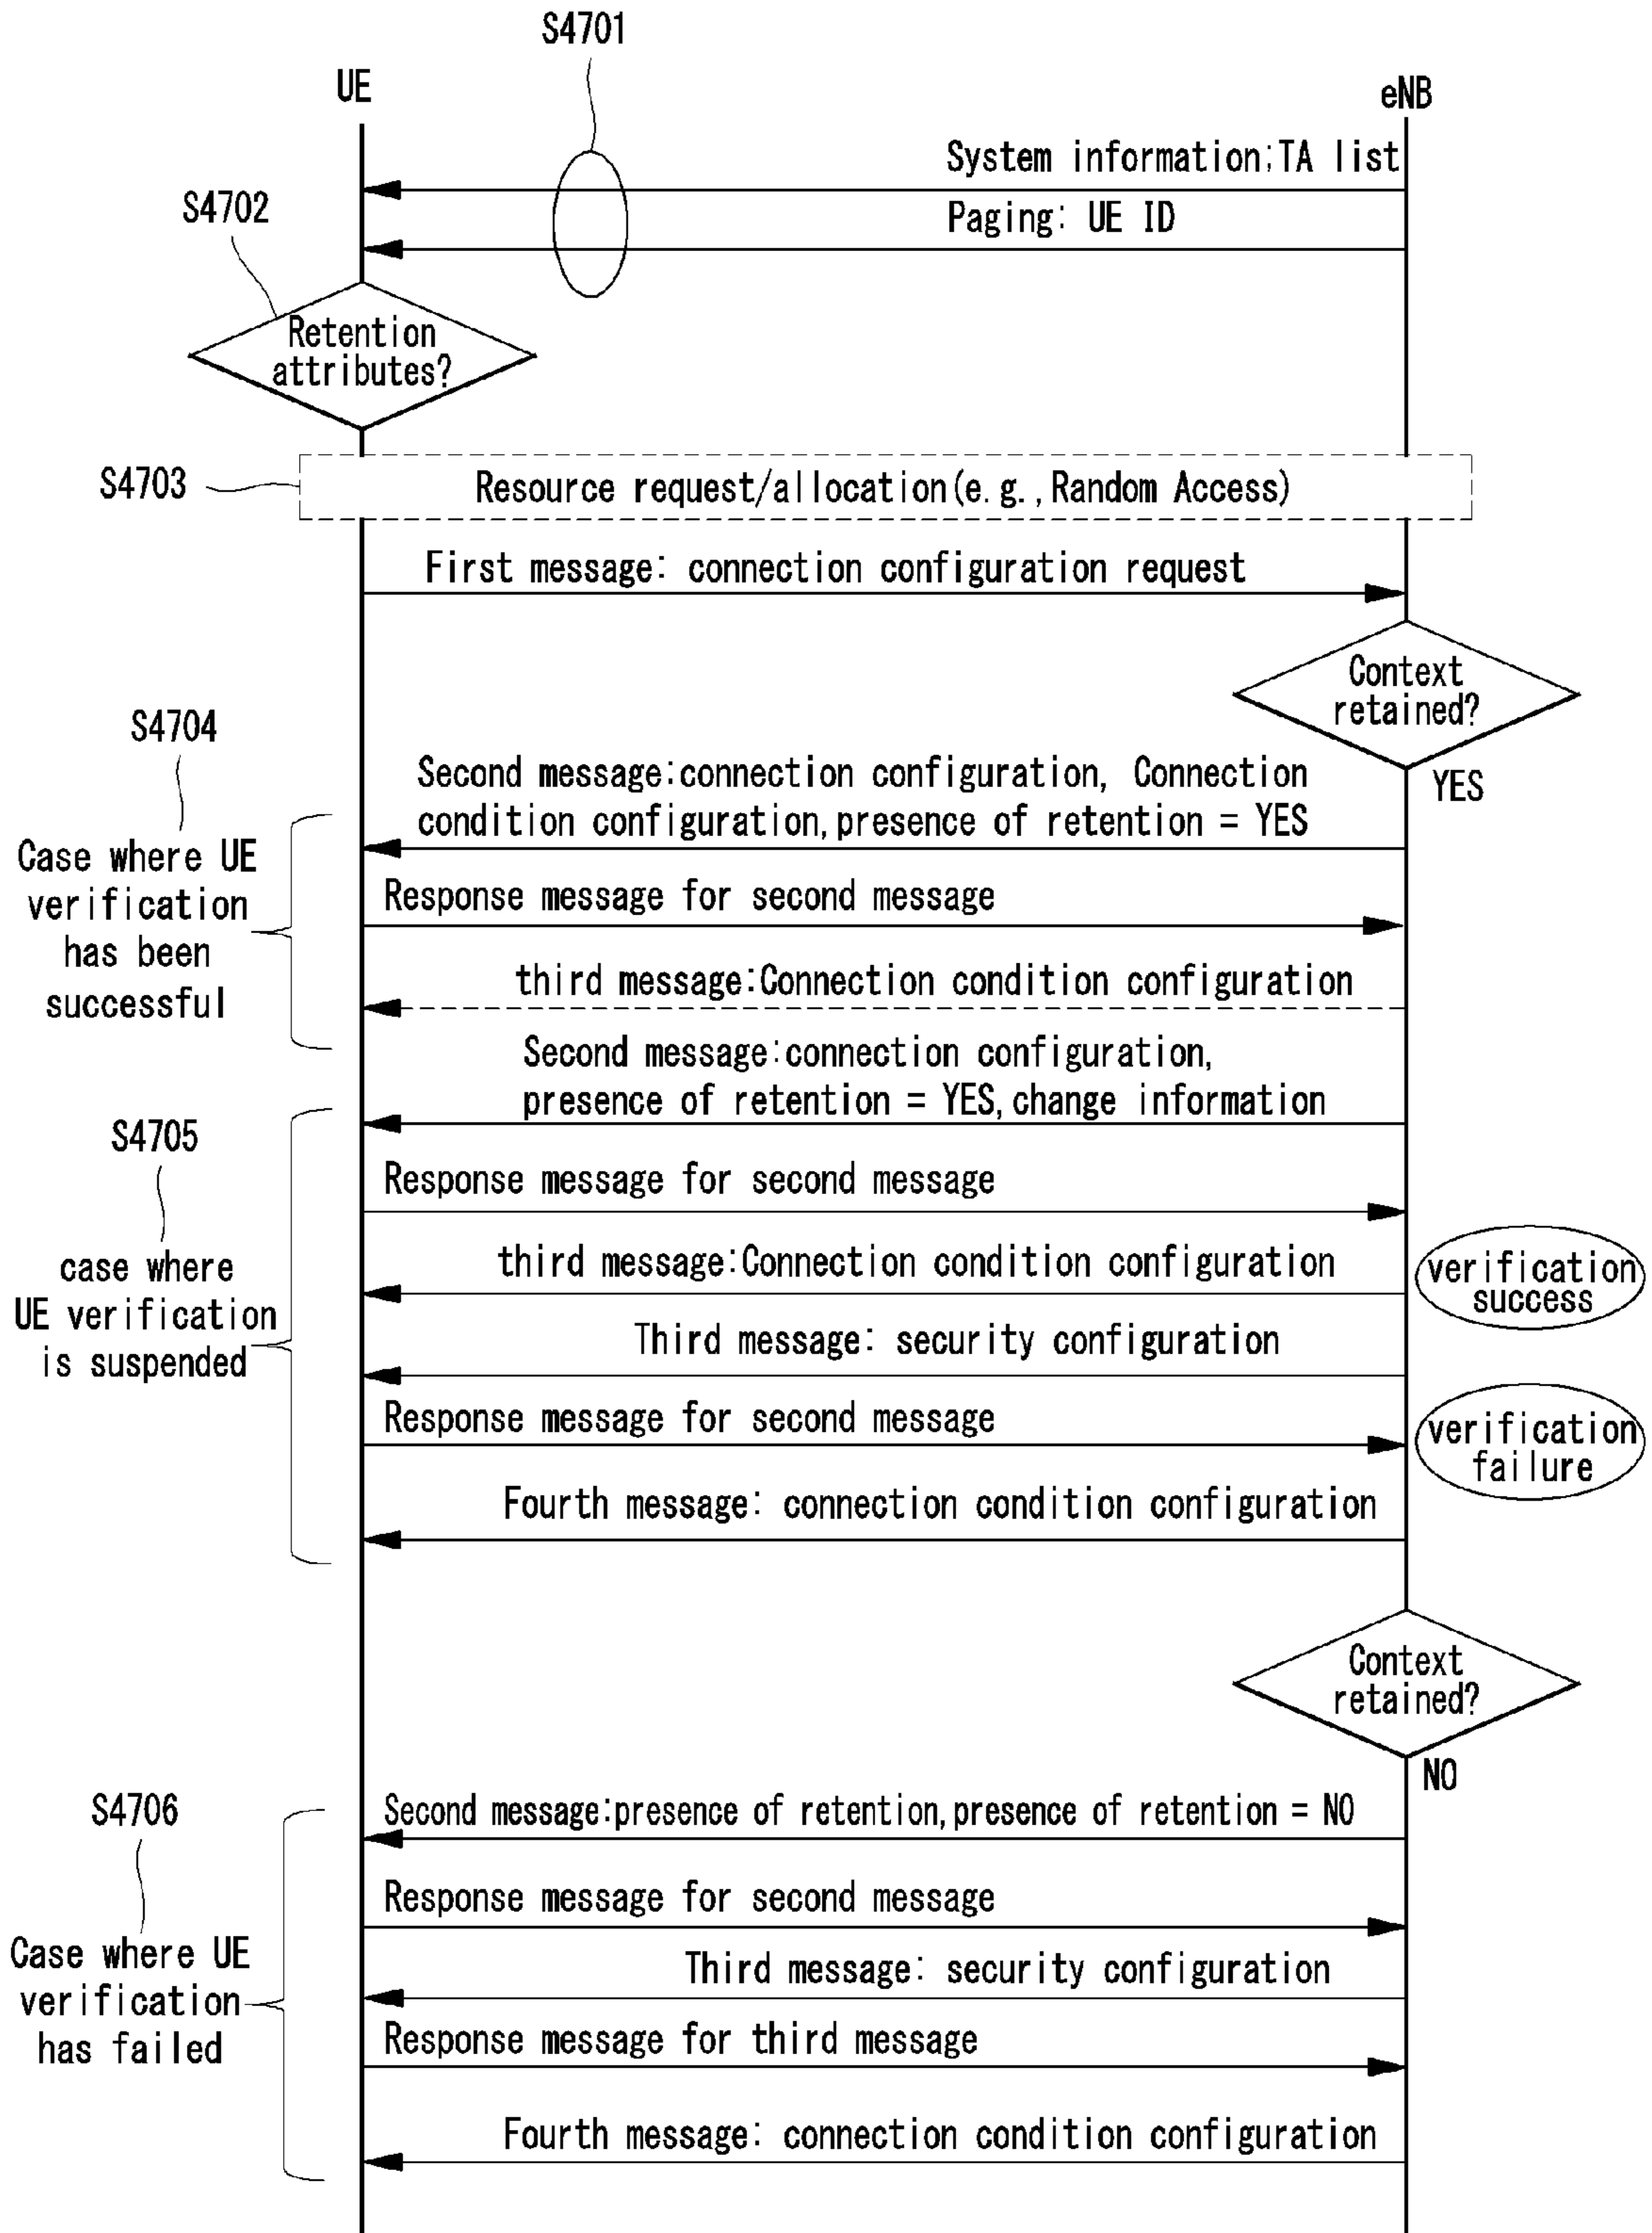 S4701
UE
eNB
System information;TA list
S4702
Paging: UE ID
Retention
attributes?
S4703
Resource request/allocation(e.g.,Random Access)
First message: connection configuration request
Context
retained?
YES
S4704
Case where UE
verification
has been
successful
Second message:connection configuration, Connection
condition configuration,presence of retention = YES
Response message for second message
third message:Connection condition configuration
Second message:connection configuration,
presence of retention = YES,change information
S4705
case where
UE verification
is suspended
Response message for second message
third message:Connection condition configuration
verification
success
Third message: security configuration
Response message for second message
verification
failure
Fourth message: connection condition configuration
Context
retained?
NO
S4706
Case where UE
verification
has failed
Second message:presence of retention,presence of retention = NO
Response message for second message
Third message: security configuration
Response message for third message
Fourth message: connection condition configuration